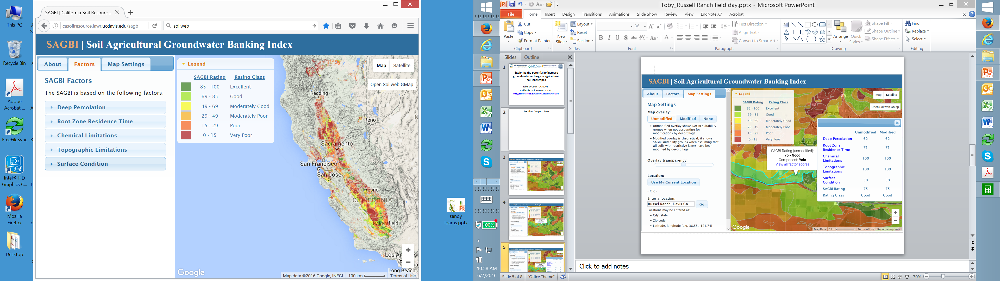 This PC
Recycle Bin
Adobe
Acrobat ...
FreeFileSync
Intel® HD
Graphics C...
Mozilla
Firefox
Desktop
SAGBI | California Soil Resourc...
casoilresource.lawr.ucdavis.edu/sagb
soilweb
SAGBI | Soil Agricultural Groundwater Banking Index
About
Factors
Map Settings
SAGBI Factors
The SAGBI is based on the following factors:
Deep Percolation
Root Zone Residence Time
Chemical Limitations
Topographic Limitations
Surface Condition
Legend
SAGBI Rating Rating Class
85 - 100 Excellent
69 - 85 Good
49 - 69 Moderately Good
29 - 49 Moderately Poor
15 - 29 Poor
0 - 15 Very Poor
Map Satellite
Open Soilweb GMap
Redding
Reno
Sacramento
San Francisco
San Jose
Fresno
CALIFORNIA
Bakersfield
Long Beach
Google
Map data ©2016 Google, INEGI 100 km Terms of Use
sandy
loams.pptx
100%
10:58 AM
6/7/2016
Toby_Russell Ranch field day.pptx - Microsoft PowerPoint
File Home Insert Design Transitions Animations Slide Show Review View EndNote X7 Acrobat
Paste
Cut
Copy
Format Painter
Clipboard
New
Slide
Layout
Reset
Section
Slides
36
Font
Text Direction
Align Text
Convert to SmartArt
Paragraph
Arrange
Quick
Styles
Shape Fill
Shape Outline
Shape Effects
Drawing
Find
Replace
Select
Editing
Slides Outline
1
NRCS
Exploring the potential to increase
groundwater recharge in agricultural
soil landscapes
Toby O'Geen UC Davis
California Soil Resource Lab
http://casoilresource.lawr.ucdavis.edu/soil-web-apps
2
Decision Support Tools
3
4
5
SAGBI | Soil Agricultural Groundwater Banking Index
About
Factors
Map Settings
Map Settings
Map overlay:
Unmodified Modified None
• Unmodified overlay shows SAGBI suitability
groups when not accounting for
modifications by deep tillage.
• Modified overlay is theoretical; it shows
SAGBI suitability groups when assuming that
all soils with restrictive layers have been
modified by deep tillage.
Overlay transparency:
Location:
Use My Current Location
- OR -
Enter a location:
Russel Ranch, Davis CA Go
Locations may be entered as:
• City, state
• Zip code
• Latitude, longitude (e.g. 38.55, -121.74)
Legend
SAGBI Rating Rating Class
85 - 100 Excellent
69 - 85 Good
49 - 69 Moderately Good
29 - 49 Moderately Poor
15 - 29 Poor
0 - 15 Very Poor
Map Satellite
Open Soilweb GMap
W Covell Blvd
Russell Blvd
SAGBI Rating (unmodified):
75 - Good
Component: Yolo
View all factor scores
Unmodified Modified
Deep Percolation 62 62
Root Zone
Residence Time 71 71
Chemical
Limitations 100 100
Topographic
Limitations 100 100
Surface
Condition 30 30
SAGBI Rating 75 75
Rating Class Good Good
Google
Map Data 1 km Terms of Use Report a map error
Click to add notes
Slide 5 of 8 "Office Theme"
70%